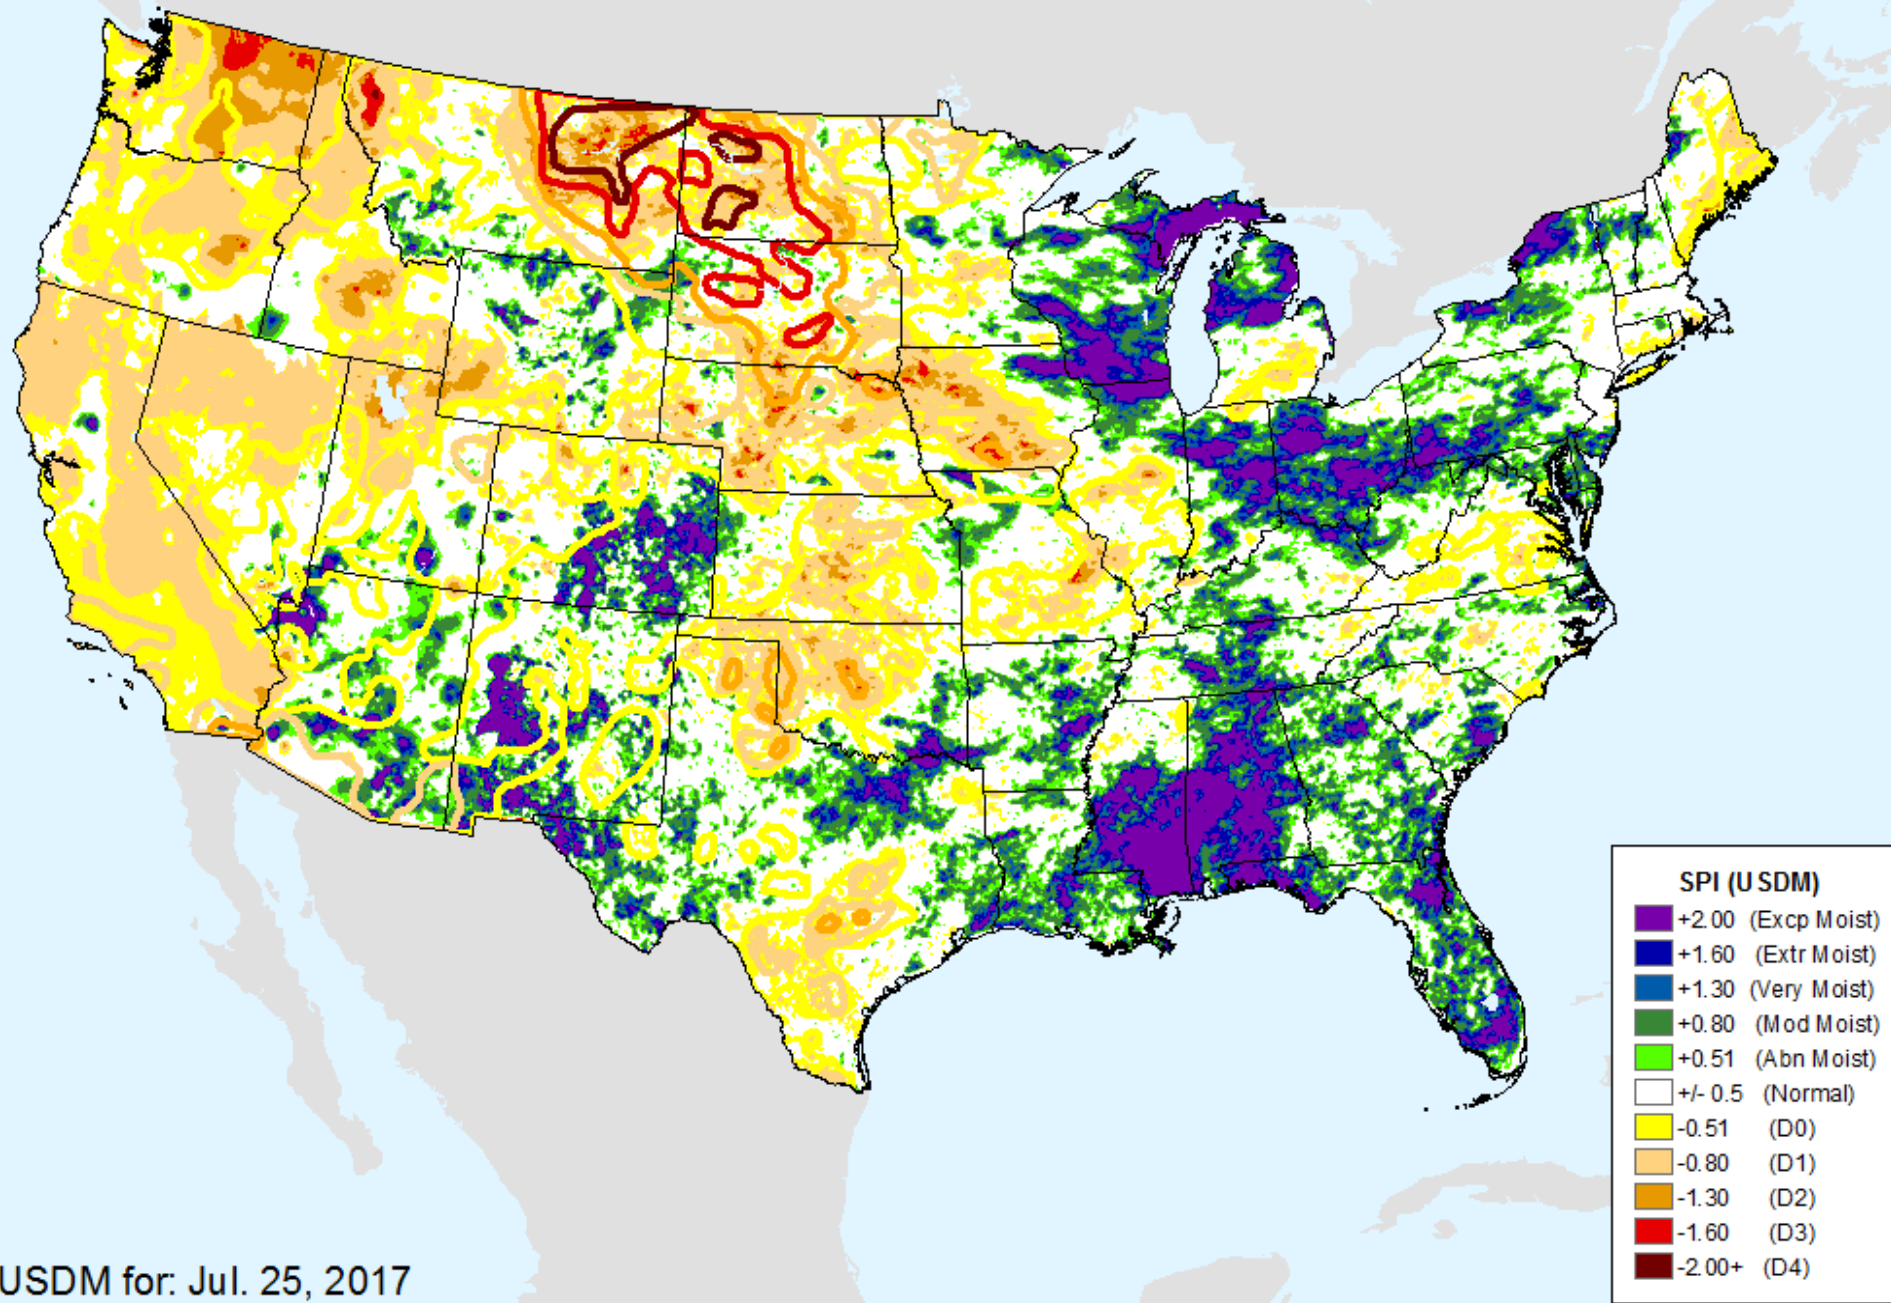 SPI (USDM)
+2.00 (Excp Moist)
+1.60 (Extr Moist)
+1.30 (Very Moist)
+0.80 (Mod Moist)
+0.51 (Abn Moist)
+/- 0.5 (Normal)
-0.51 (D0)
-0.80 (D1)
-1.30 (D2)
-1.60 (D3)
-2.00+ (D4)
USDM for: Jul. 25, 2017